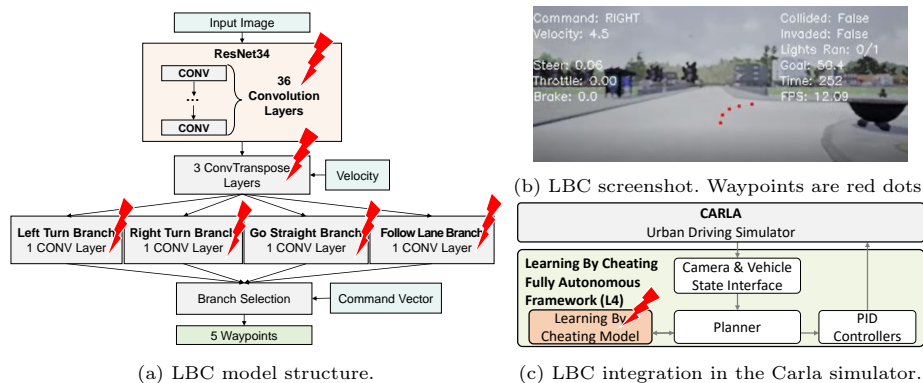 Input Image
ResNet34
CONV
...
CONV
36
Convolution
Layers
3 ConvTranspose
Layers
Velocity
Left Turn Branch
1 CONV Layer
Right Turn Branch
1 CONV Layer
Go Straight Branch
1 CONV Layer
Follow Lane Branch
1 CONV Layer
Branch Selection
Command Vector
5 Waypoints
(a) LBC model structure.
Command: RIGHT
Velocity: 4.5
Steer: 0.06
Throttle: 0.00
Brake: 0.0
Collided: False
Invaded: False
Lights Ran: 0/1
Goal: 50.4
Time: 252
FPS: 12.09
(b) LBC screenshot. Waypoints are red dots
CARLA
Urban Driving Simulator
Learning By Cheating
Fully Autonomous
Framework (L4)
Camera & Vehicle
State Interface
Learning By
Cheating Model
Planner
PID
Controllers
(c) LBC integration in the Carla simulator.